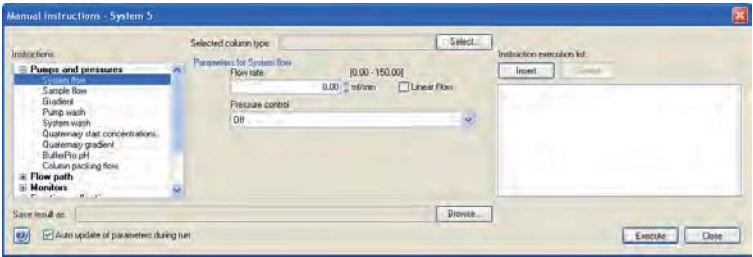 Manual instructions - System 5
Selected column type:
Select...
Instructions:
Pumps and pressures
System flow
Sample flow
Gradient
Pump wash
System wash
Quaternary start concentrations.
Quaternary gradient
BufferPro pH
Column packing flow
Flow path
Monitors
Parameters for System flow
Flow rate
[0.00 - 150.00]
0.00
ml/min
Linear Flow
Pressure control
Off
Instruction execution list:
Insert
Delete
Save result as:
Browse...
Auto update of parameters during run
Execute
Close